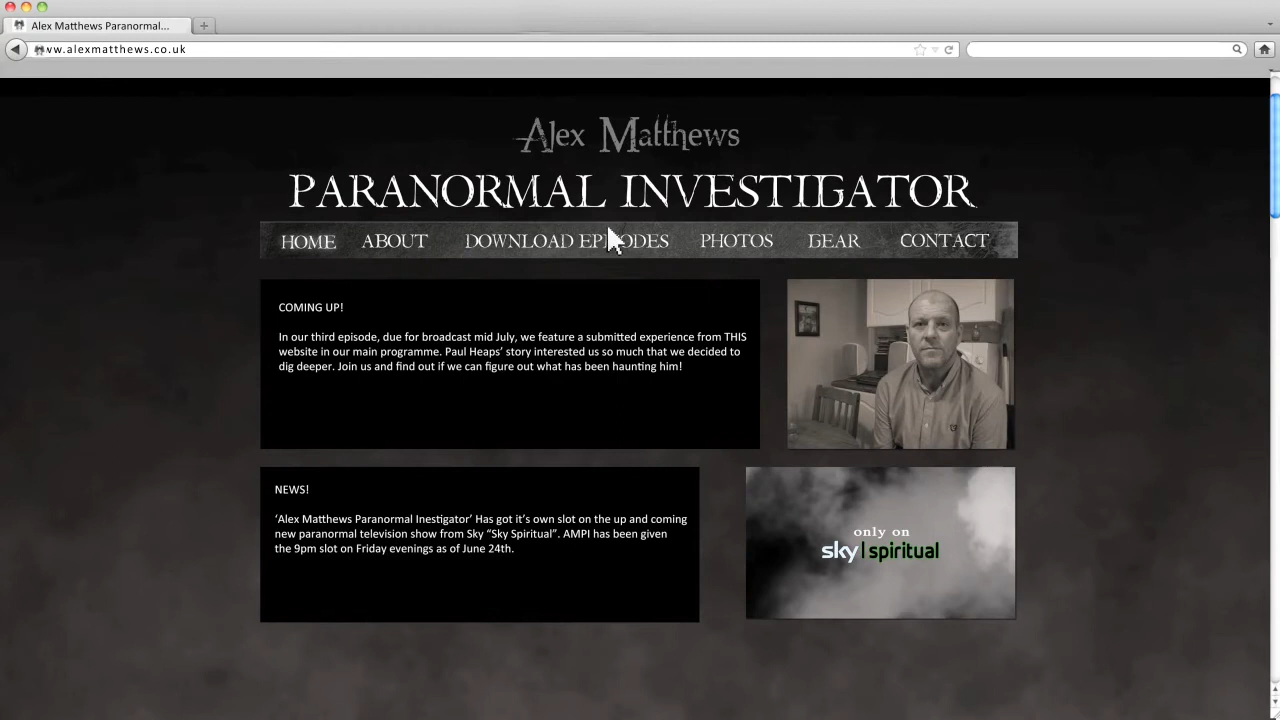 Alex Matthews Paranormal...
vw.alexmatthews.co.uk
Alex Matthews
PARANORMAL INVESTIGATOR
HOME ABOUT DOWNLOAD EPISODES PHOTOS GEAR CONTACT
COMING UP!
In our third episode, due for broadcast mid July, we feature a submitted experience from THIS
website in our main programme. Paul Heaps’ story interested us so much that we decided to
dig deeper. Join us and find out if we can figure out what has been haunting him!
NEWS!
‘Alex Matthews Paranormal Inestigator’ Has got it’s own slot on the up and coming
new paranormal television show from Sky “Sky Spiritual”. AMPI has been given
the 9pm slot on Friday evenings as of June 24th.
only on
sky | spiritual